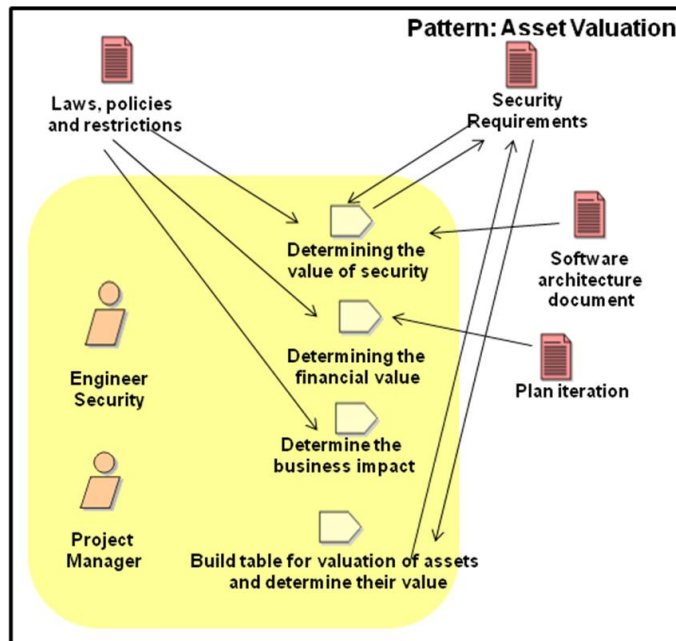 Pattern: Asset Valuation
Laws, policies
and restrictions
Security
Requirements
Determining the
value of security
Software
architecture
document
Engineer
Security
Determining the
financial value
Plan iteration
Determine the
business impact
Project
Manager
Build table for valuation of assets
and determine their value